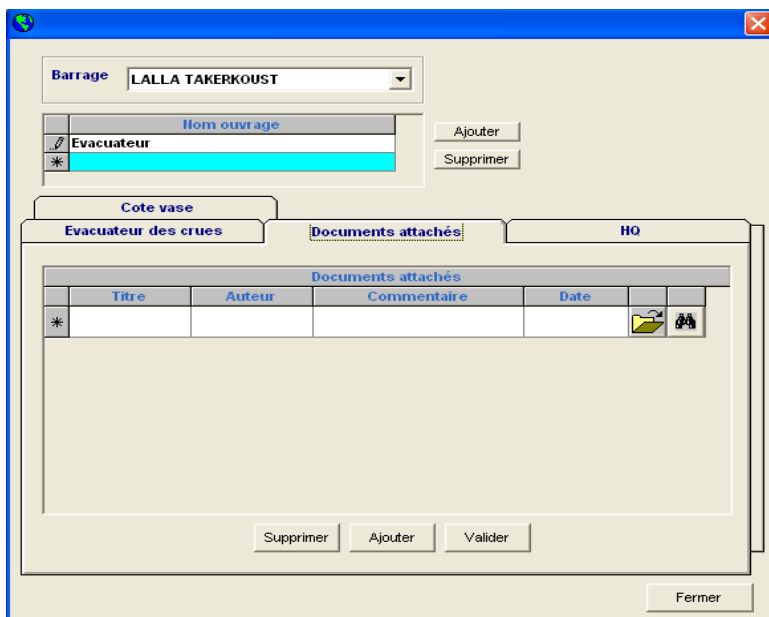 Barrage LALLA TAKERKOUST
Nom ouvrage
Evacuateur
Ajouter
Supprimer
Cote vase
Evacuateur des crues Documents attachés HQ
Documents attachés
Titre Auteur Commentaire Date
Supprimer Ajouter Valider
Fermer